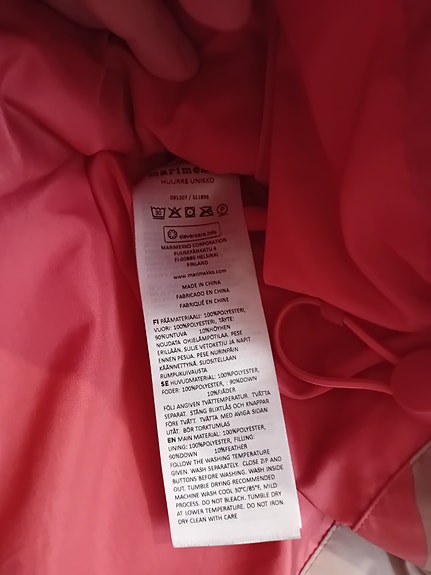 marimekko
HUURRE UNIKKO
091507 / 311896
30
clevercare.info
MARIMEKKO CORPORATION
PUUSEPÄNKATU 4
FI-00880 HELSINKI
FINLAND
www.marimekko.com
MADE IN CHINA
FABRICADO EN CHINA
FABRIQUÉ EN CHINE
FI PÄÄMATERIAALI: 100%POLYESTERI,
VUORI: 100%POLYESTERI, TÄYTE:
90%UNTUVA 10%HÖYHEN
NOUDATA OHJELÄMPÖTILAA. PESE
ERILLÄÄN. SULJE VETOKETJU JA NAPIT
ENNEN PESUA. PESE NURINPÄIN
KÄÄNNETTYNÄ. SUOSITELLAAN
RUMPUKUIVAUSTA
SE HUVUDMATERIAL: 100%POLYESTER,
FODER: 100%POLYESTER, : 90%DOWN
10%FJÄDER
FÖLJ ANGIVEN TVÄTTEMPERATUR. TVÄTTA
SEPARAT. STÄNG BLIXTLÅS OCH KNAPPAR
FÖRE TVÄTT. TVÄTTA MED AVIGA SIDAN
UTÅT. BÖR TORKTUMLAS
EN MAIN MATERIAL: 100%POLYESTER,
LINING: 100%POLYESTER, FILLING:
90%DOWN 10%FEATHER
FOLLOW THE WASHING TEMPERATURE
GIVEN. WASH SEPARATELY. CLOSE ZIP AND
BUTTONS BEFORE WASHING. WASH INSIDE
OUT. TUMBLE DRYING RECOMMENDED
MACHINE WASH COOL 30°C/85°F, MILD
PROCESS. DO NOT BLEACH. TUMBLE DRY
AT LOWER TEMPERATURE. DO NOT IRON.
DRY CLEAN WITH CARE